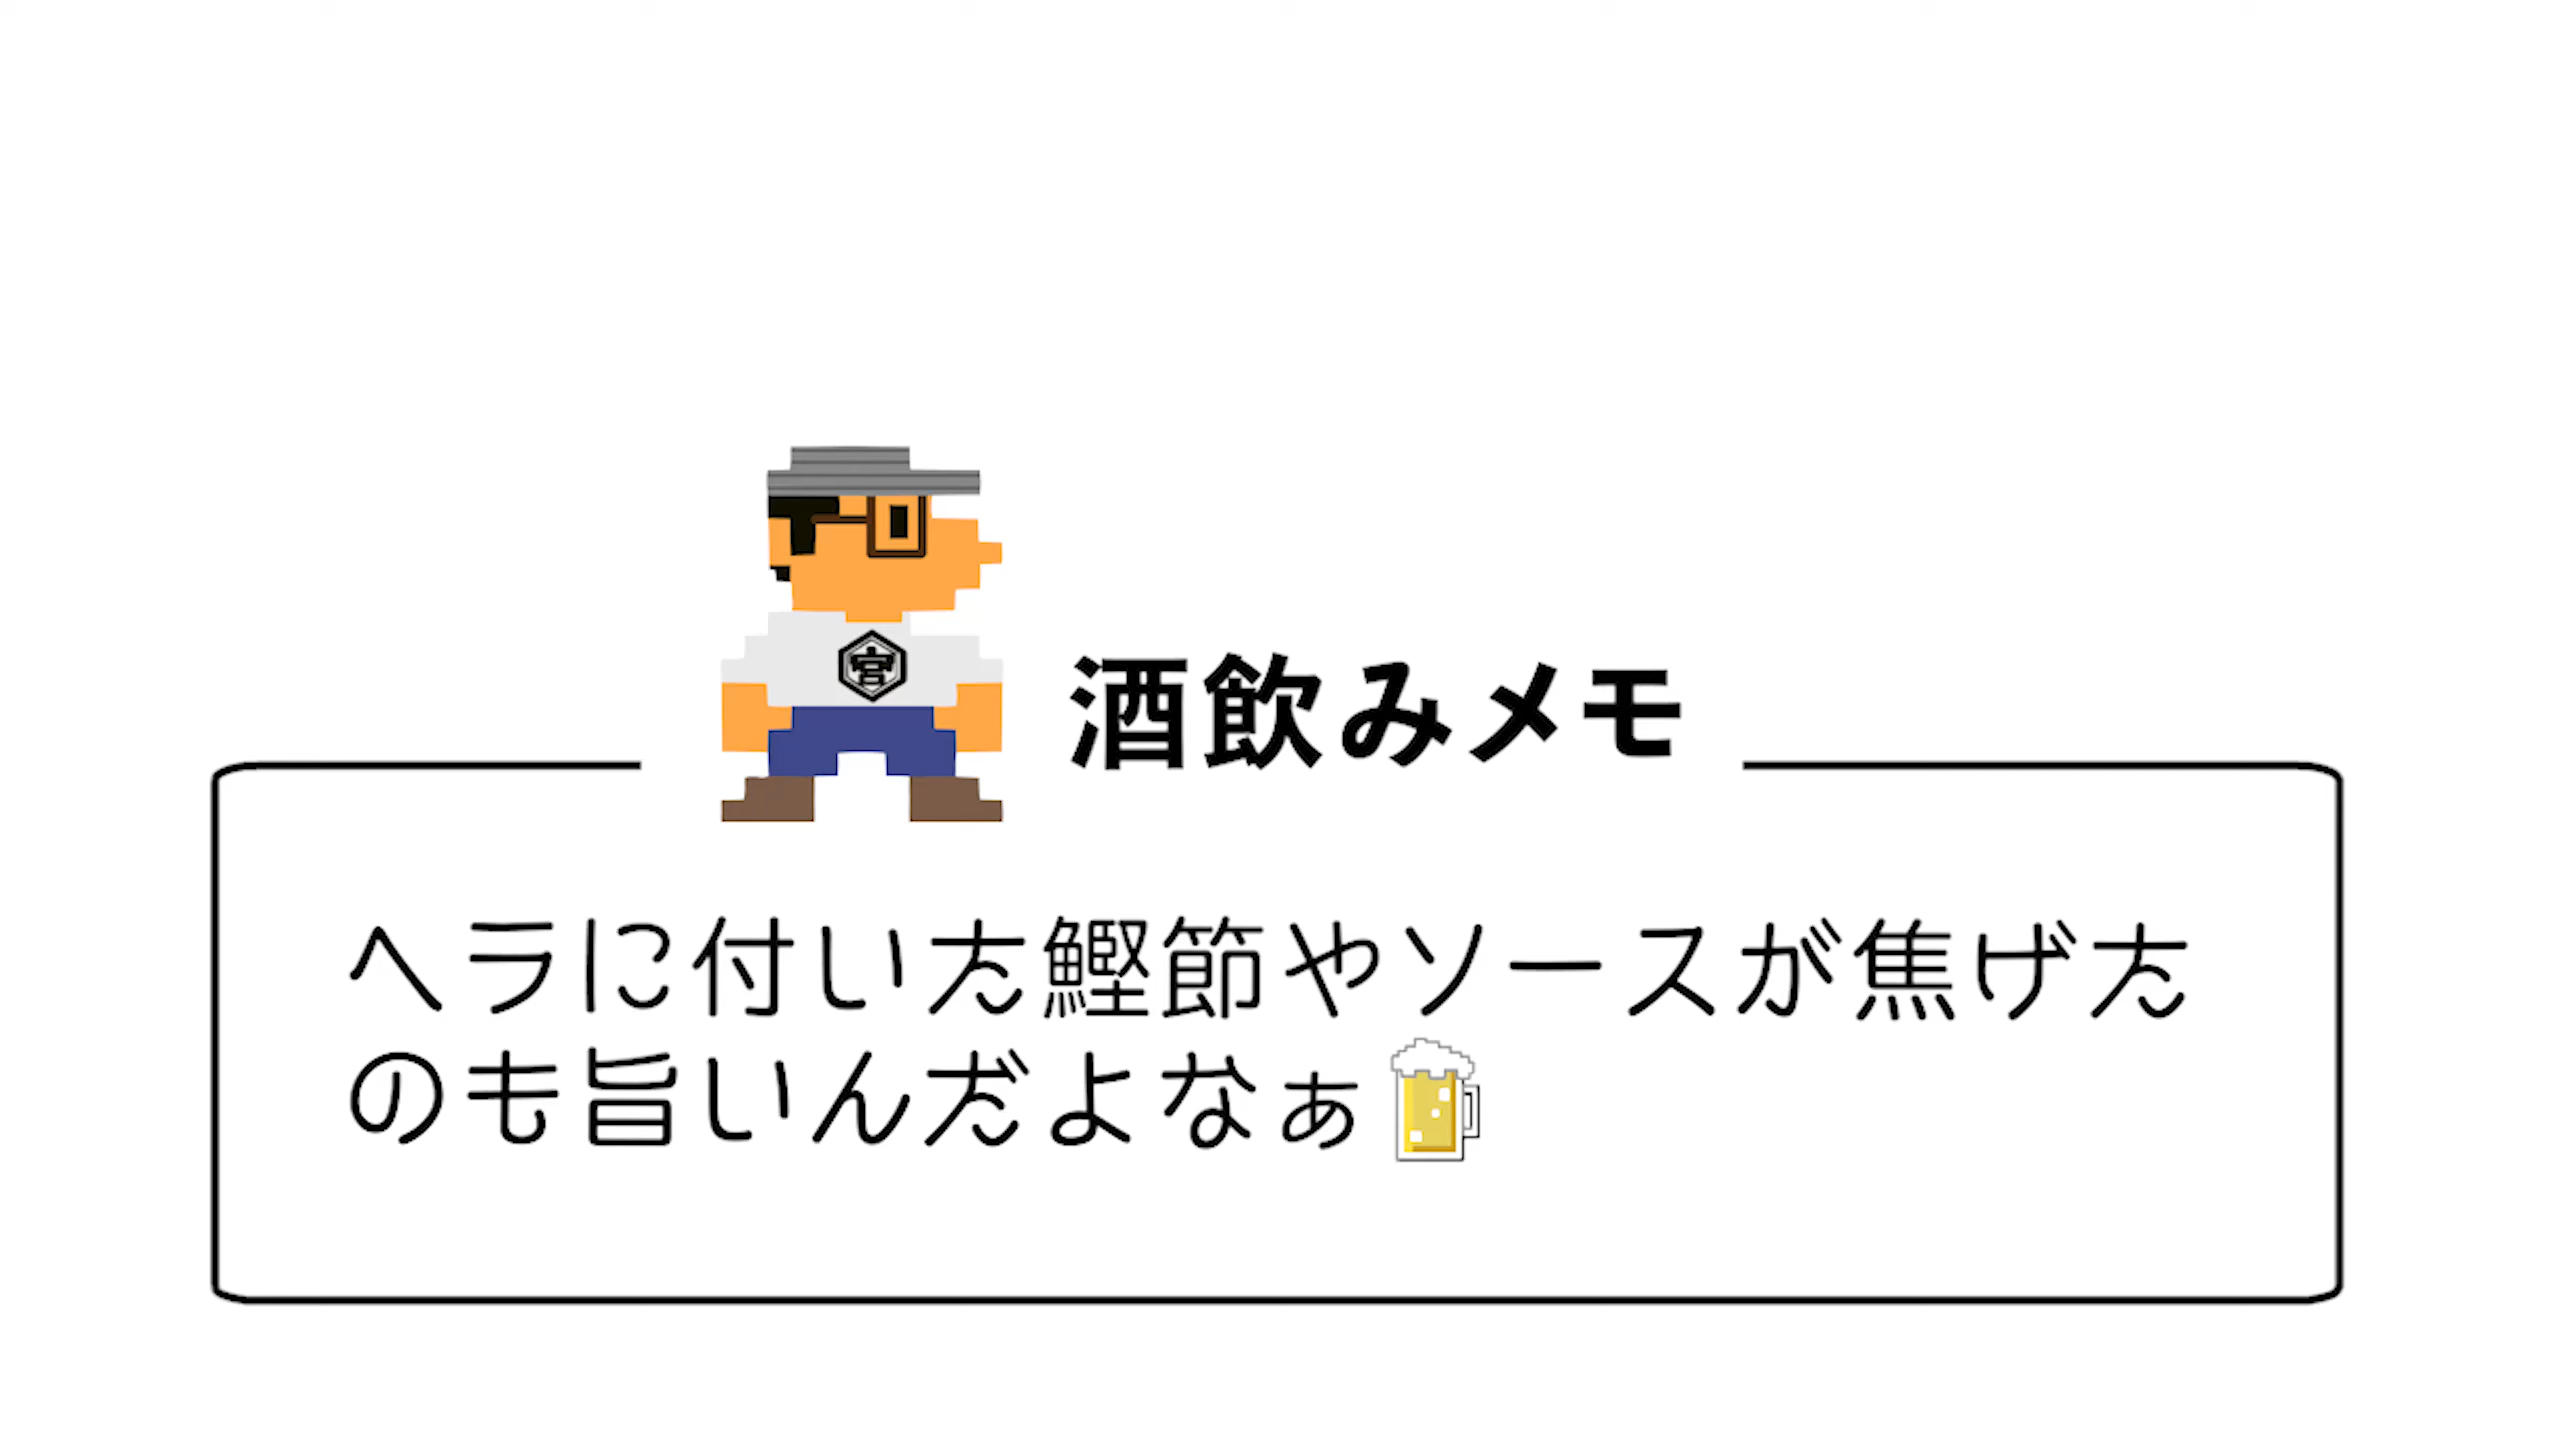 宮
酒飲みメモ
ヘラに付いた鰹節やソースが焦げた
のも旨いんだよなぁ